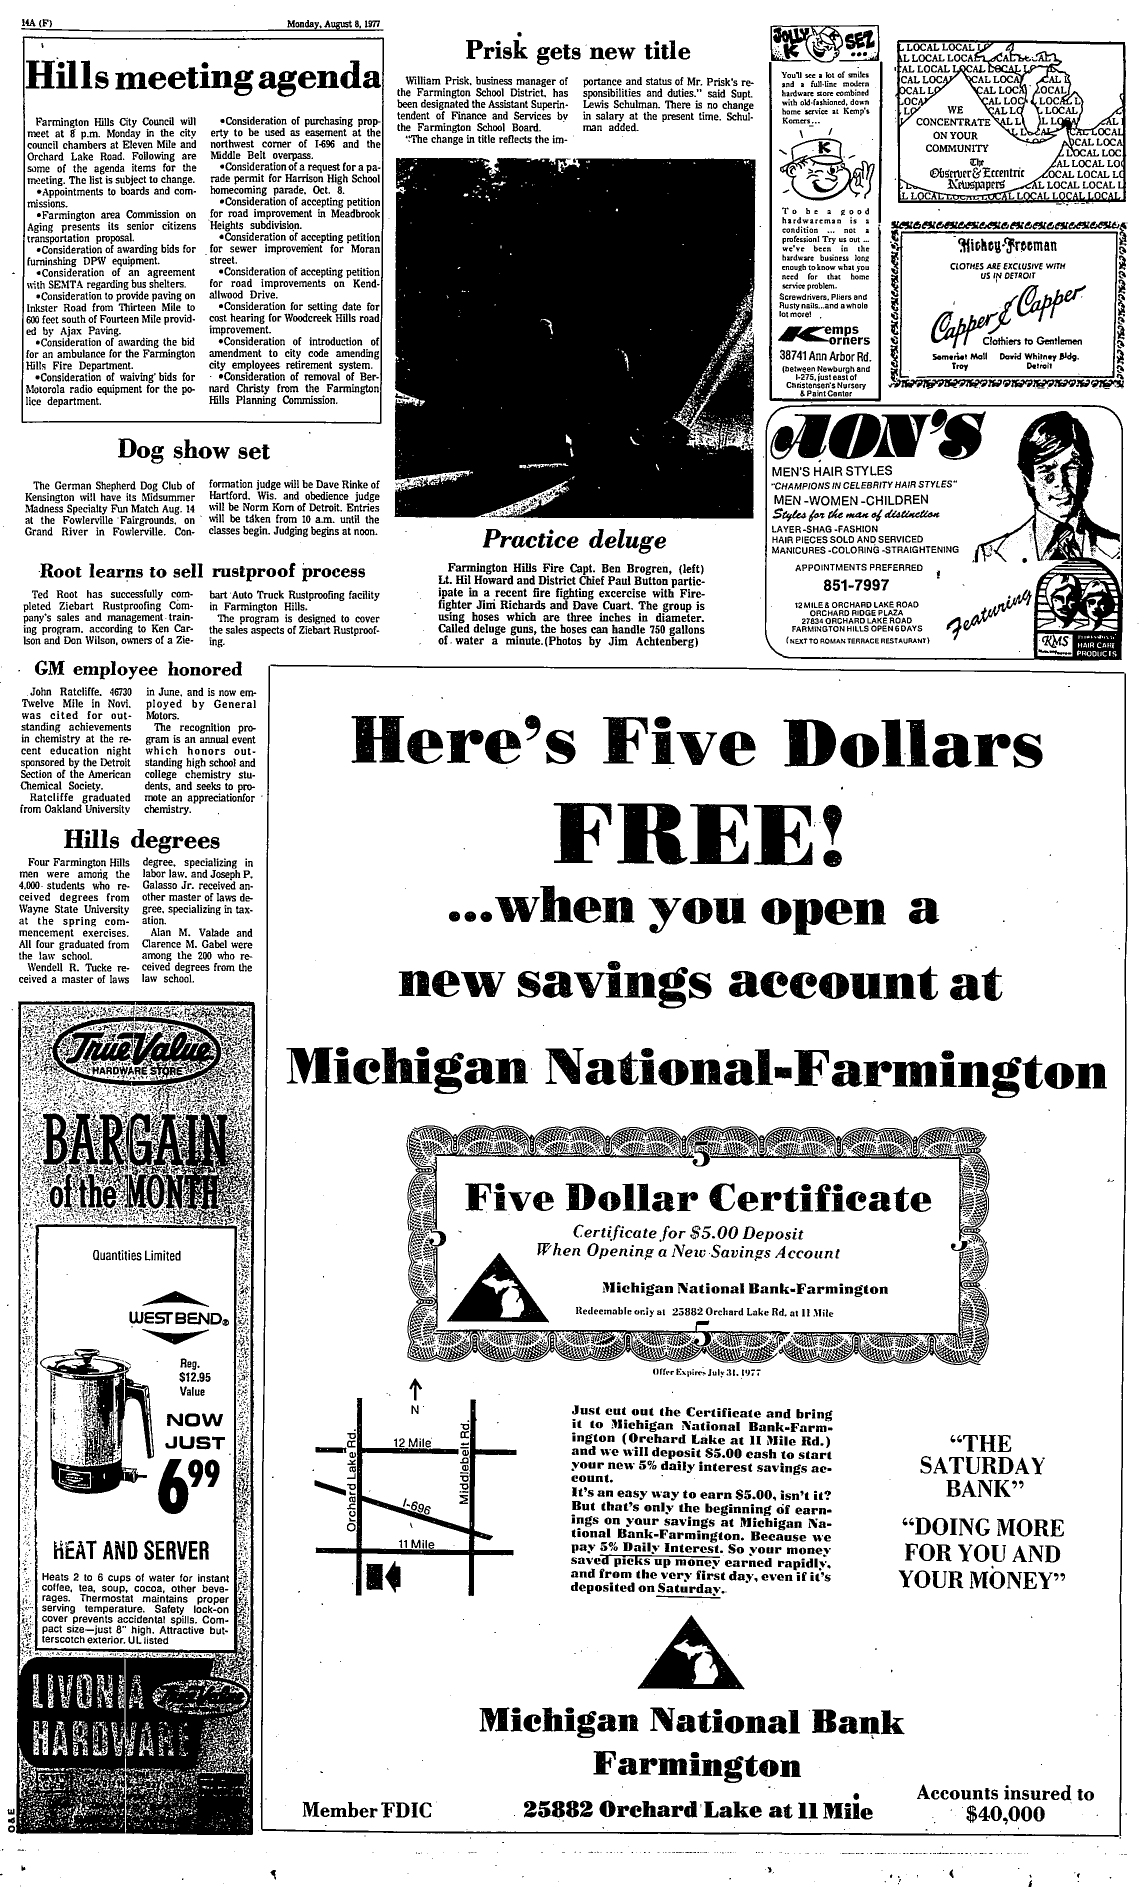 14A (F)
Monday, August 8, 1977
Hills meeting agenda
Farmington Hills City Council will
meet at 8 p.m. Monday in the city
council chambers at Eleven Mile and
Orchard Lake Road. Following are
some of the agenda items for the
meeting. The list is subject to change.
•Appointments to boards and com-
missions.
•Farmington area Commission on
Aging presents its senior citizens
transportation proposal.
•Consideration of awarding bids for
furninshing DPW equipment.
•Consideration of an agreement
with SEMTA regarding bus shelters.
•Consideration to provide paving on
Inkster Road from Thirteen Mile to
600 feet south of Fourteen Mile provid-
ed by Ajax Paving.
•Consideration of awarding the bid
for an ambulance for the Farmington
Hills Fire Department.
•Consideration of waiving bids for
Motorola radio equipment for the po-
lice department.
•Consideration of purchasing prop-
erty to be used as easement at the
northwest corner of I-696 and the
Middle Belt overpass.
•Consideration of a request for a pa-
rade permit for Harrison High School
homecoming parade, Oct. 8.
•Consideration of accepting petition
for road improvement in Meadbrook
Heights subdivision.
•Consideration of accepting petition
for sewer improvement for Moran
street.
•Consideration of accepting petition
for road improvements on Kend-
allwood Drive.
•Consideration for setting date for
cost hearing for Woodcreek Hills road
improvement.
•Consideration of introduction of
amendment to city code amending
city employees retirement system.
•Consideration of removal of Ber-
nard Christy from the Farmington
Hills Planning Commission.
Dog show set
The German Shepherd Dog Club of
Kensington will have its Midsummer
Madness Specialty Fun Match Aug. 14
at the Fowlerville Fairgrounds, on
Grand River in Fowlerville. Con-
formation judge will be Dave Rinke of
Hartford, Wis. and obedience judge
will be Norm Korn of Detroit. Entries
will be taken from 10 a.m. until the
classes begin. Judging begins at noon.
Root learns to sell rustproof process
Ted Root has successfully com-
pleted Ziebart Rustproofing Com-
pany's sales and management train-
ing program, according to Ken Car-
lson and Don Wilson, owners of a Zie-
bart Auto Truck Rustproofing facility
in Farmington Hills.
The program is designed to cover
the sales aspects of Ziebart Rustproof-
ing.
GM employee honored
John Ratcliffe, 46730
Twelve Mile in Novi,
was cited for out-
standing achievements
in chemistry at the re-
cent education night
sponsored by the Detroit
Section of the American
Chemical Society.
Ratcliffe graduated
from Oakland University
in June, and is now em-
ployed by General
Motors.
The recognition pro-
gram is an annual event
which honors out-
standing high school and
college chemistry stu-
dents, and seeks to pro-
mote an appreciationfor
chemistry.
Hills degrees
Four Farmington Hills
men were among the
4,000 students who re-
ceived degrees from
Wayne State University
at the spring com-
mencement exercises.
All four graduated from
the law school.
Wendell R. Tucke re-
ceived a master of laws
degree, specializing in
labor law, and Joseph P.
Galasso Jr. received an-
other master of laws de-
gree, specializing in tax-
ation.
Alan M. Valade and
Clarence M. Gabel were
among the 200 who re-
ceived degrees from the
law school.
Prisk gets new title
William Prisk, business manager of
the Farmington School District, has
been designated the Assistant Superin-
tendent of Finance and Services by
the Farmington School Board.
"The change in title reflects the im-
portance and status of Mr. Prisk's re-
sponsibilities and duties." said Supt.
Lewis Schulman. There is no change
in salary at the present time, Schul-
man added.
Practice deluge
Farmington Hills Fire Capt. Ben Brogren, (left)
Lt. Hil Howard and District Chief Paul Button partic-
ipate in a recent fire fighting excercise with Fire-
fighter Jim Richards and Dave Cuart. The group is
using hoses which are three inches in diameter.
Called deluge guns, the hoses can handle 750 gallons
of water a minute.(Photos by Jim Achtenberg)
JOLLY K SEZ...
You'll see a lot of smiles
and a full-line modern
hardware store combined
with old-fashioned, down
home service at Kemp's
Korners...
K
To be a good
hardwareman is a
condition ... not a
profession! Try us out ...
we've been in the
hardware business long
enough to know what you
need for that home
service problem.
Screwdrivers, Pliers and
Rusty nails...and a whole
lot more!
Kemps
Korners
38741 Ann Arbor Rd.
(between Newburgh and
I-275, just east of
Christensen's Nursery
& Paint Center
LOCAL LOCAL
WE
CONCENTRATE
ON YOUR
COMMUNITY
The
Observer & Eccentric
Newspapers
Hickey-Freeman
CLOTHES ARE EXCLUSIVE WITH
US IN DETROIT
Capper & Capper
Clothiers to Gentlemen
Somerset Mall
Troy
David Whitney Bldg.
Detroit
AON'S
MEN'S HAIR STYLES
"CHAMPIONS IN CELEBRITY HAIR STYLES"
MEN -WOMEN -CHILDREN
Styles for the man of distinction
LAYER -SHAG -FASHION
HAIR PIECES SOLD AND SERVICED
MANICURES -COLORING -STRAIGHTENING
APPOINTMENTS PREFERRED
851-7997
12 MILE & ORCHARD LAKE ROAD
ORCHARD RIDGE PLAZA
27834 ORCHARD LAKE ROAD
FARMINGTON HILLS OPEN 6 DAYS
(NEXT TO ROMAN TERRACE RESTAURANT)
Featuring
KMS
HAIR CARE
PRODUCTS
True Value
HARDWARE STORE
BARGAIN
of the MONTH
Quantities Limited
WEST BEND®
Reg.
$12.95
Value
NOW
JUST
6.99
HEAT AND SERVER
Heats 2 to 6 cups of water for instant
coffee, tea, soup, cocoa, other beve-
rages. Thermostat maintains proper
serving temperature. Safety lock-on
cover prevents accidental spills. Com-
pact size—just 8" high. Attractive but-
terscotch exterior. UL listed
LIVONIA
True Value
HARDWARE
O&E
Here's Five Dollars
FREE!
...when you open a
new savings account at
Michigan National-Farmington
5
5
5
5
Five Dollar Certificate
Certificate for $5.00 Deposit
When Opening a New Savings Account
Michigan National Bank-Farmington
Redeemable only at 25882 Orchard Lake Rd. at 11 Mile
Offer Expires July 31, 1977
N
12 Mile
Orchard Lake Rd.
Middlebelt Rd.
I-696
11 Mile
Just cut out the Certificate and bring
it to Michigan National Bank-Farm-
ington (Orchard Lake at 11 Mile Rd.)
and we will deposit $5.00 cash to start
your new 5% daily interest savings ac-
count.
It's an easy way to earn $5.00, isn't it?
But that's only the beginning of earn-
ings on your savings at Michigan Na-
tional Bank-Farmington. Because we
pay 5% Daily Interest. So your money
saved picks up money earned rapidly,
and from the very first day, even if it's
deposited on Saturday.
"THE
SATURDAY
BANK"
"DOING MORE
FOR YOU AND
YOUR MONEY"
Michigan National Bank
Farmington
Member FDIC
25882 Orchard Lake at 11 Mile
Accounts insured to
$40,000